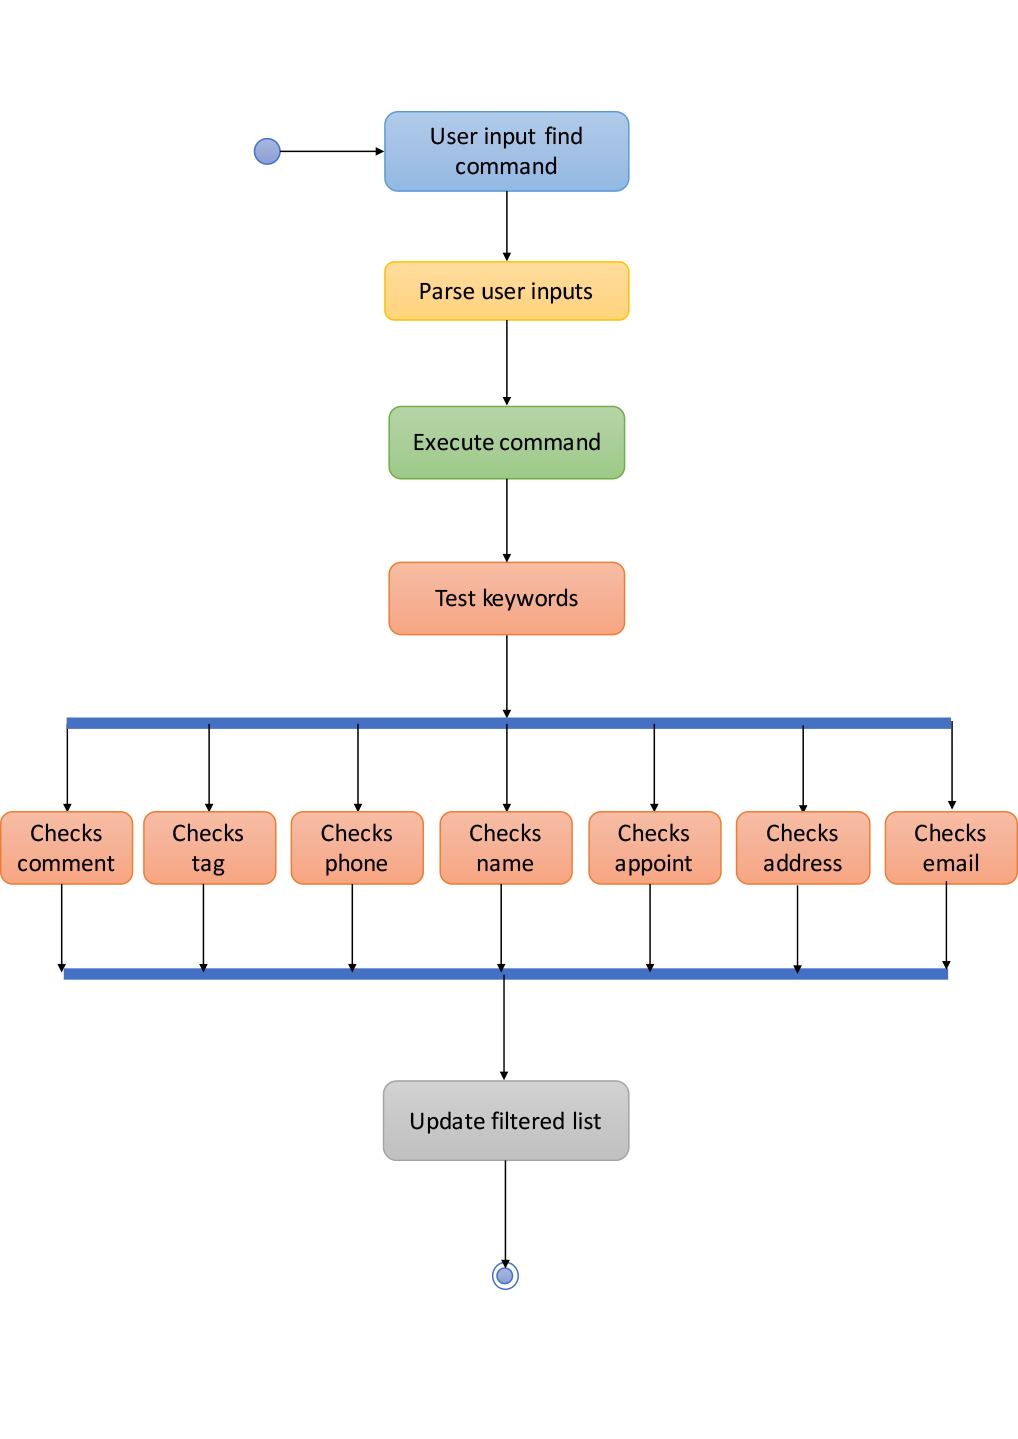 User input find
command
Parse user inputs
Execute command
Test keywords
Checks
comment
Checks
tag
Checks
phone
Checks
name
Checks
appoint
Checks
address
Checks
email
Update filtered list